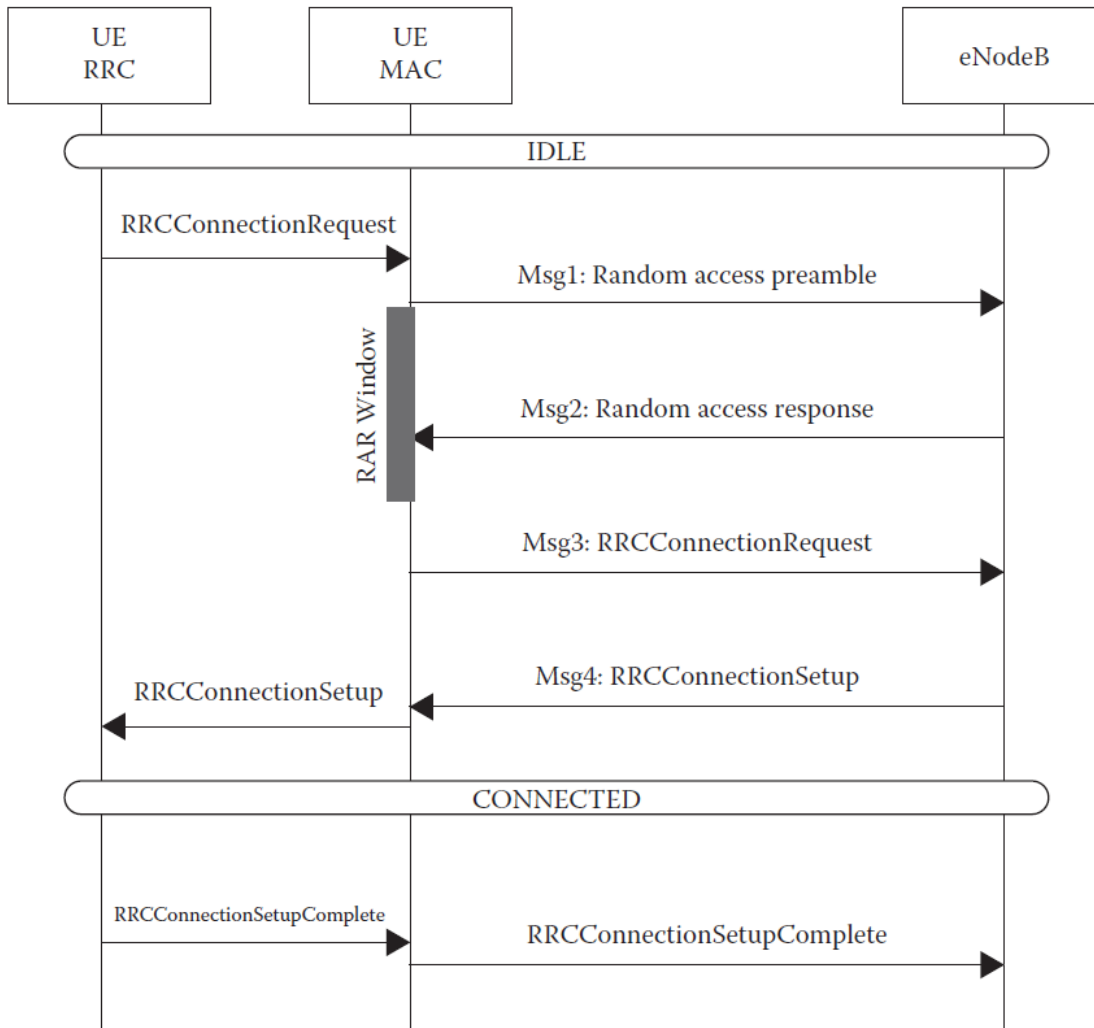 UE
RRC
UE
MAC
eNodeB
IDLE
RRCConnectionRequest
Msg1: Random access preamble
RAR Window
Msg2: Random access response
Msg3: RRCConnectionRequest
Msg4: RRCConnectionSetup
RRCConnectionSetup
CONNECTED
RRCConnectionSetupComplete
RRCConnectionSetupComplete